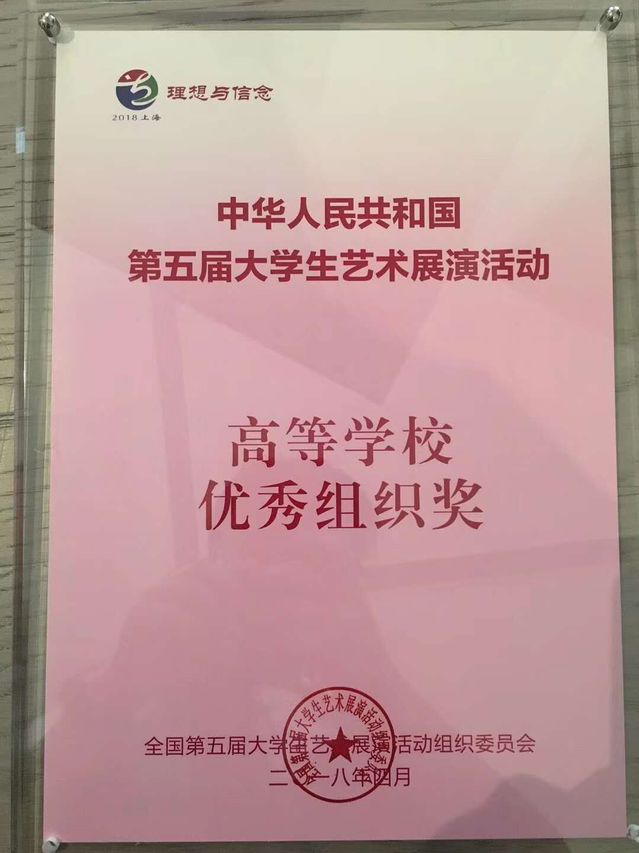 理想与信念
2018上海
中华人民共和国
第五届大学生艺术展演活动
高等学校
优秀组织奖
全国第五届大学生艺术展演活动组织委员会
二〇一八年四月